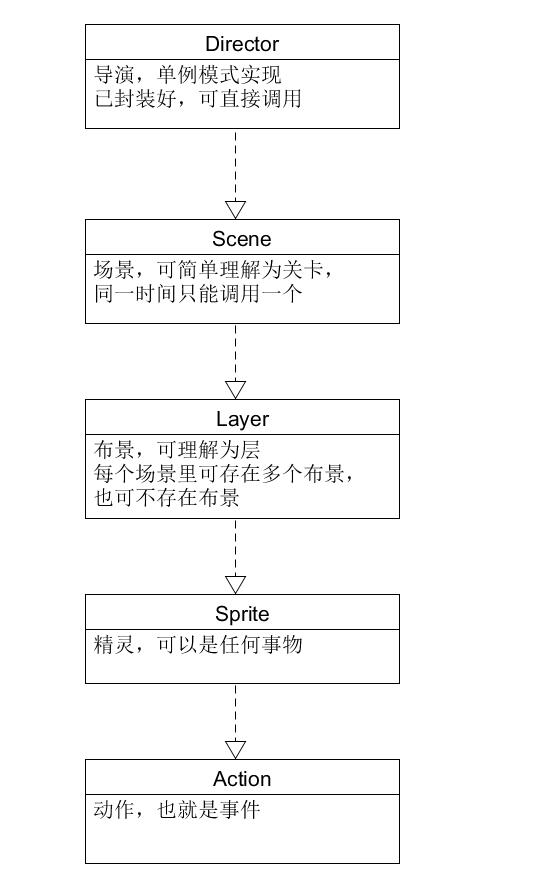 Director
导演，单例模式实现
已封装好，可直接调用
Scene
场景，可简单理解为关卡，
同一时间只能调用一个
Layer
布景，可理解为层
每个场景里可存在多个布景，
也可不存在布景
Sprite
精灵，可以是任何事物
Action
动作，也就是事件